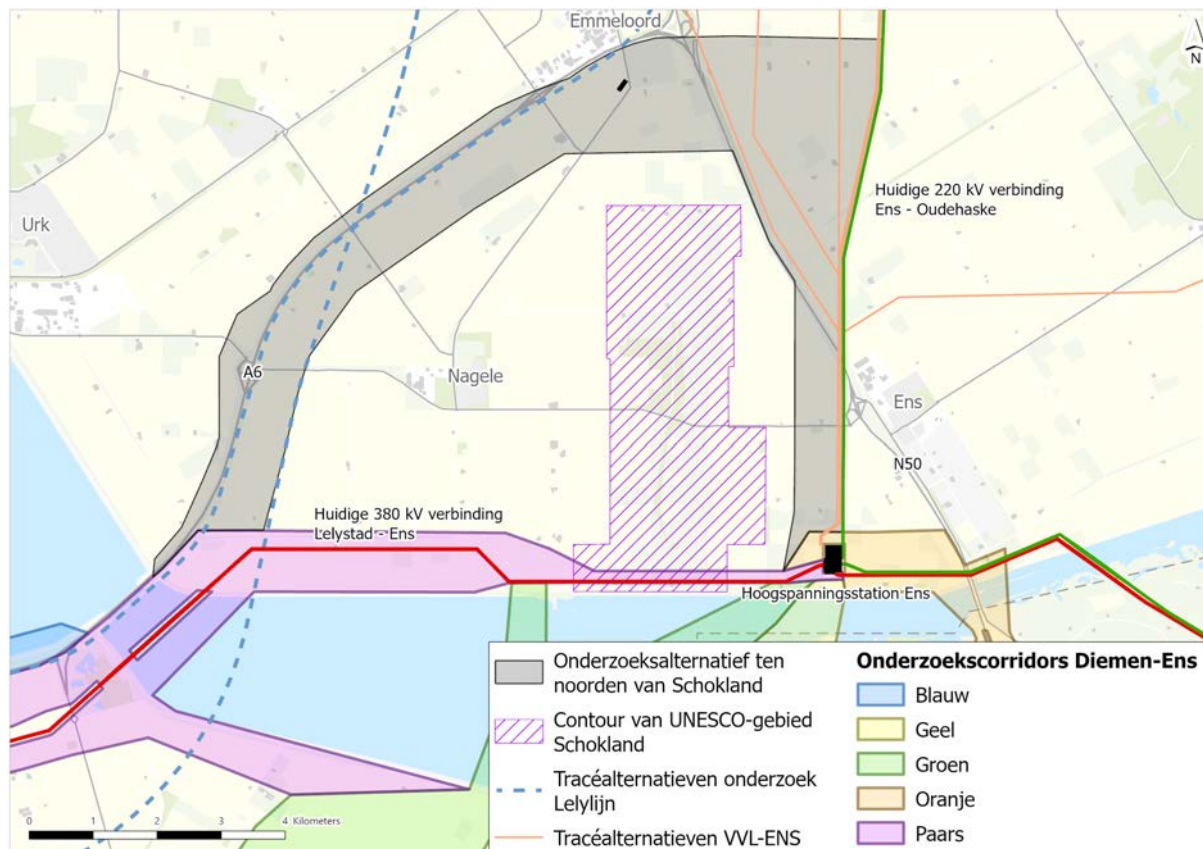 Emmeloord
N
Huidige 220 kV verbinding
Ens - Oudehaske
Urk
A6
Nagele
Ens
N50
Huidige 380 kV verbinding
Lelystad - Ens
Hoogspanningsstation Ens
Onderzoeksalternatief ten
noorden van Schokland
Contour van UNESCO-gebied
Schokland
Tracéalternatieven onderzoek
Lelylijn
Tracéalternatieven VVL-ENS
Onderzoekscorridors Diemen-Ens
Blauw
Geel
Groen
Oranje
Paars
0 1 2 3 4 Kilometers